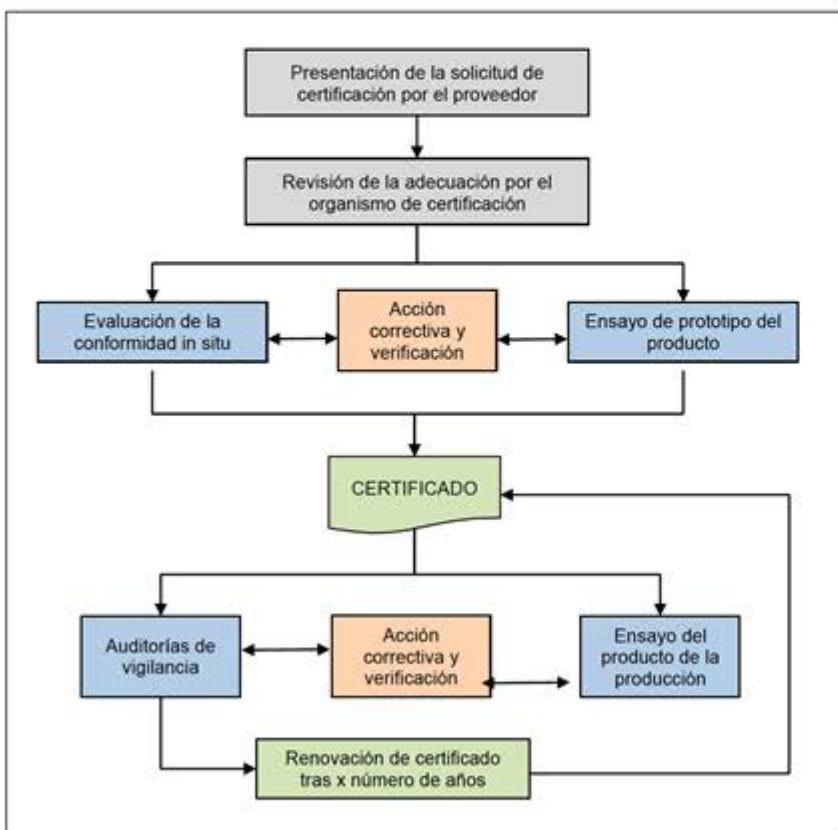 Presentación de la solicitud de
certificación por el proveedor
Revisión de la adecuación por el
organismo de certificación
Evaluación de la
conformidad in situ
Acción
correctiva y
verificación
Ensayo de prototipo del
producto
CERTIFICADO
Auditorías de
vigilancia
Acción
correctiva y
verificación
Ensayo del
producto de la
producción
Renovación de certificado
tras x número de años